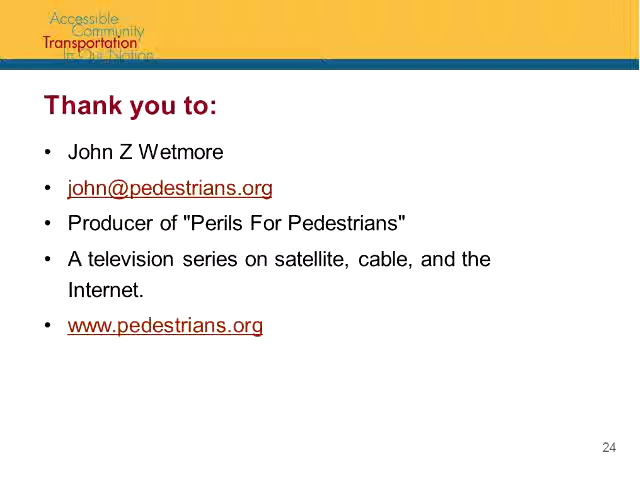 Accessible
Community
Transportation
In Our Nation
Thank you to:
• John Z Wetmore
• john@pedestrians.org
• Producer of "Perils For Pedestrians"
• A television series on satellite, cable, and the
Internet.
• www.pedestrians.org
24